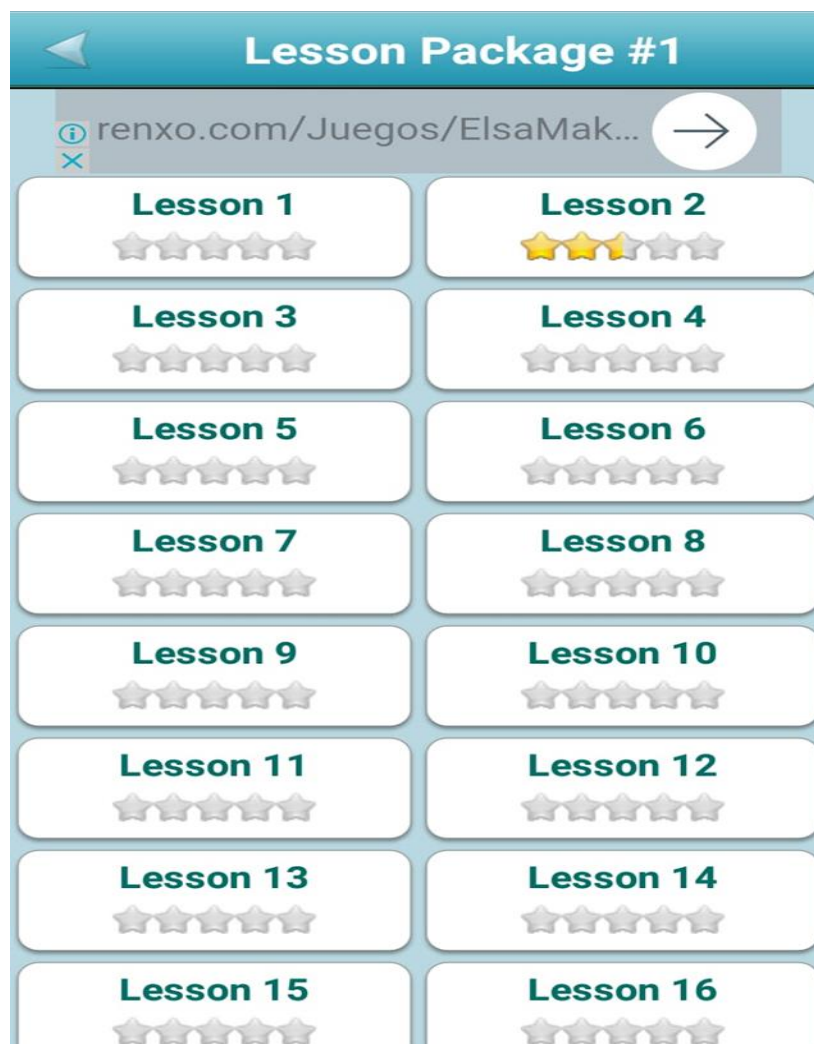 Lesson Package #1
renxo.com/Juegos/ElsaMak...
Lesson 1
Lesson 2
Lesson 3
Lesson 4
Lesson 5
Lesson 6
Lesson 7
Lesson 8
Lesson 9
Lesson 10
Lesson 11
Lesson 12
Lesson 13
Lesson 14
Lesson 15
Lesson 16